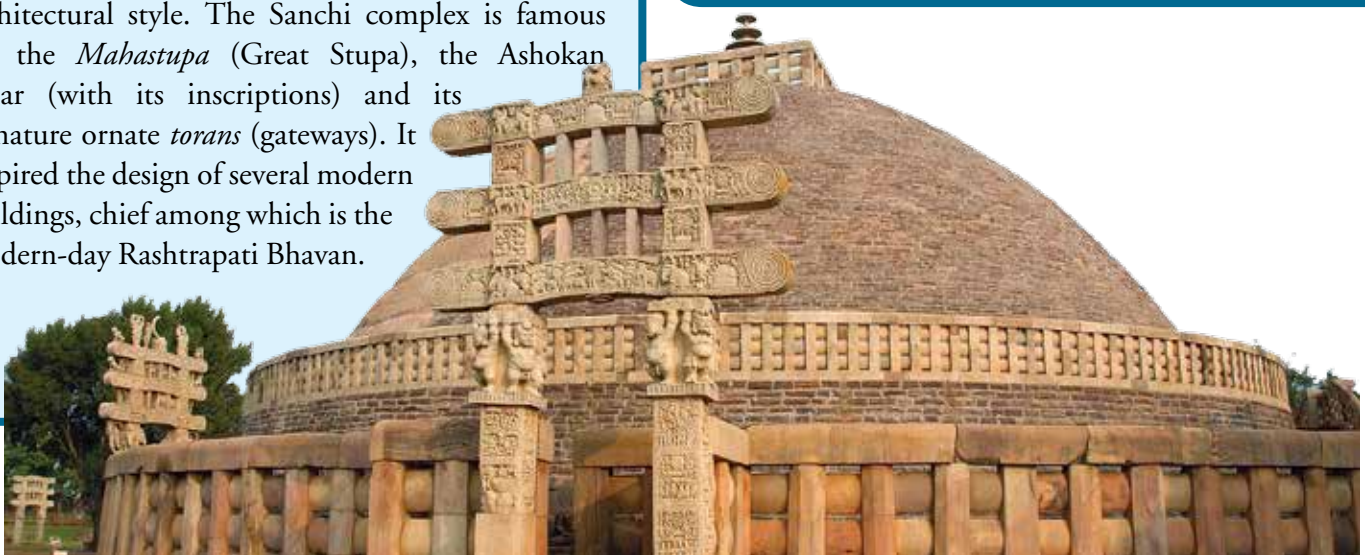 hitectural style. The Sanchi complex is famous
the Mahastupa (Great Stupa), the Ashokan
ar (with its inscriptions) and its
nature ornate torans (gateways). It
pired the design of several modern
ldings, chief among which is the
dern-day Rashtrapati Bhavan.